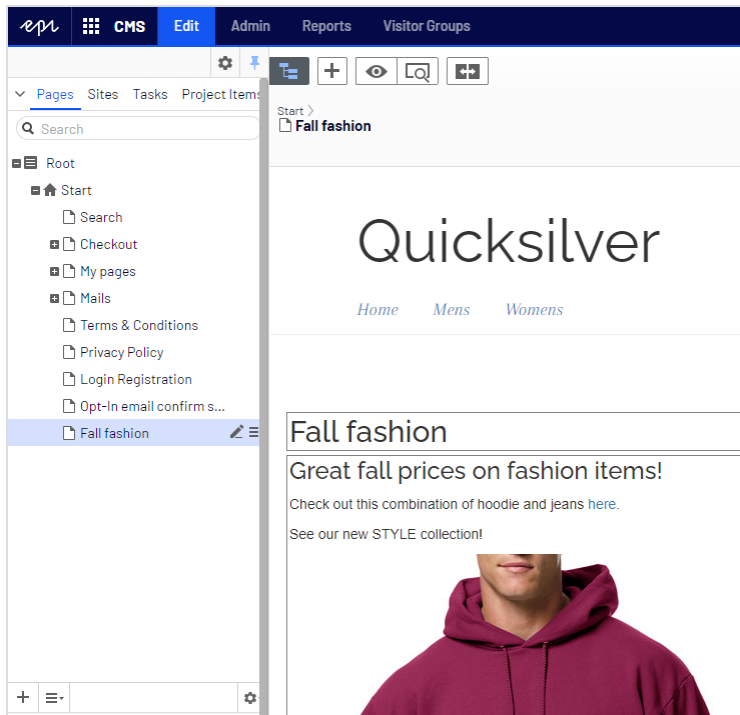 epi CMS Edit Admin Reports Visitor Groups
Pages Sites Tasks Project Items
Search
Root
Start
Search
Checkout
My pages
Mails
Terms & Conditions
Privacy Policy
Login Registration
Opt-In email confirm s...
Fall fashion
Start
Fall fashion
Quicksilver
Home Mens Womens
Fall fashion
Great fall prices on fashion items!
Check out this combination of hoodie and jeans here.
See our new STYLE collection!